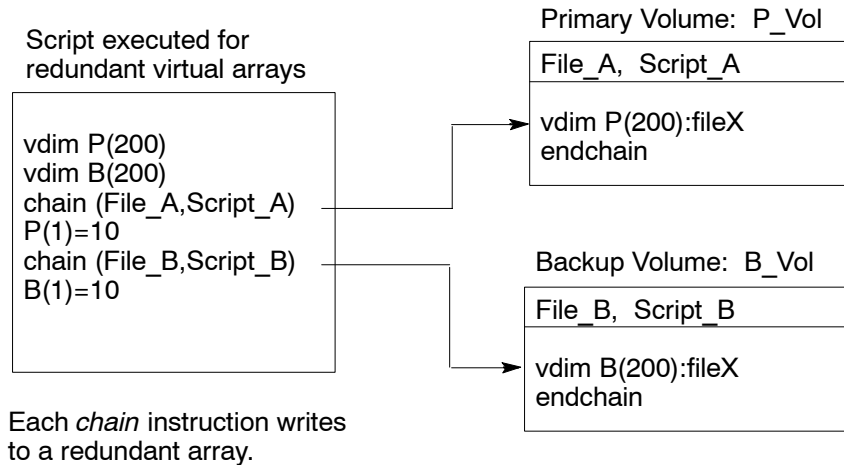 Script executed for
redundant virtual arrays
vdim P(200)
vdim B(200)
chain (File_A,Script_A)
P(1)=10
chain (File_B,Script_B)
B(1)=10
Each chain instruction writes
to a redundant array.
Primary Volume: P_Vol
File_A, Script_A
vdim P(200):fileX
endchain
Backup Volume: B_Vol
File_B, Script_B
vdim B(200):fileX
endchain